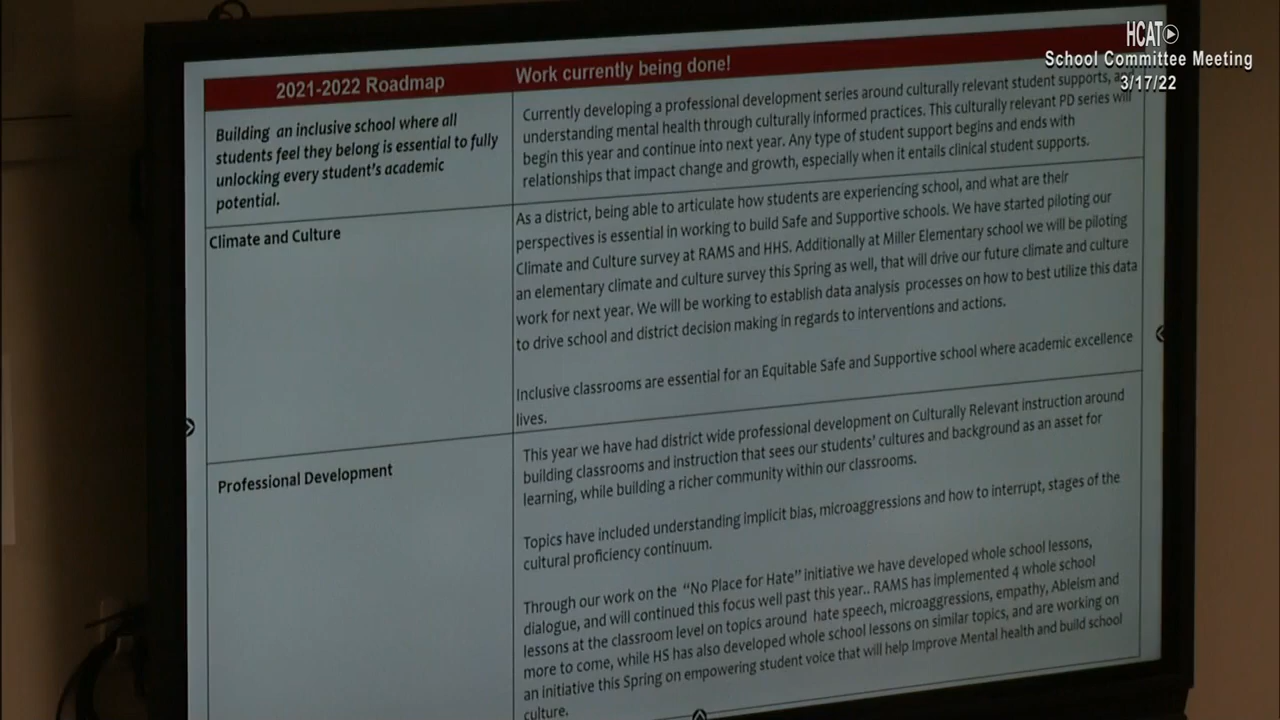 HCAT
School Committee Meeting
3/17/22
2021-2022 Roadmap
Work currently being done!
Building an inclusive school where all
students feel they belong is essential to fully
unlocking every student's academic
potential.
Currently developing a professional development series around culturally relevant student supports,
understanding mental health through culturally informed practices. This culturally relevant PD series will
begin this year and continue into next year. Any type of student support begins and ends with
relationships that impact change and growth, especially when it entails clinical student supports.
Climate and Culture
As a district, being able to articulate how students are experiencing school, and what are their
perspectives is essential in working to build Safe and Supportive schools. We have started piloting our
Climate and Culture survey at RAMS and HHS. Additionally at Miller Elementary school we will be piloting
an elementary climate and culture survey this Spring as well, that will drive our future climate and culture
work for next year. We will be working to establish data analysis processes on how to best utilize this data
to drive school and district decision making in regards to interventions and actions.
Inclusive classrooms are essential for an Equitable Safe and Supportive school where academic excellence
lives.
Professional Development
This year we have had district wide professional development on Culturally Relevant instruction around
building classrooms and instruction that sees our students' cultures and background as an asset for
learning, while building a richer community within our classrooms.
Topics have included understanding implicit bias, microaggressions and how to interrupt, stages of the
cultural proficiency continuum.
Through our work on the "No Place for Hate" initiative we have developed whole school lessons,
dialogue, and will continued this focus well past this year.. RAMS has implemented 4 whole school
lessons at the classroom level on topics around hate speech, microaggressions, empathy, Ableism and
more to come, while HS has also developed whole school lessons on similar topics, and are working on
an initiative this Spring on empowering student voice that will help Improve Mental health and build school
culture.